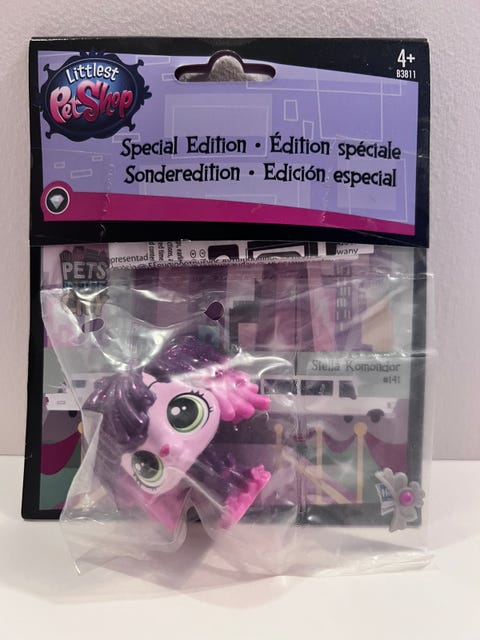 Littlest
PetShop
4+
B3811
Special Edition • Édition spéciale
Sonderedition • Edición especial
PETS
Stella Komondor
#141